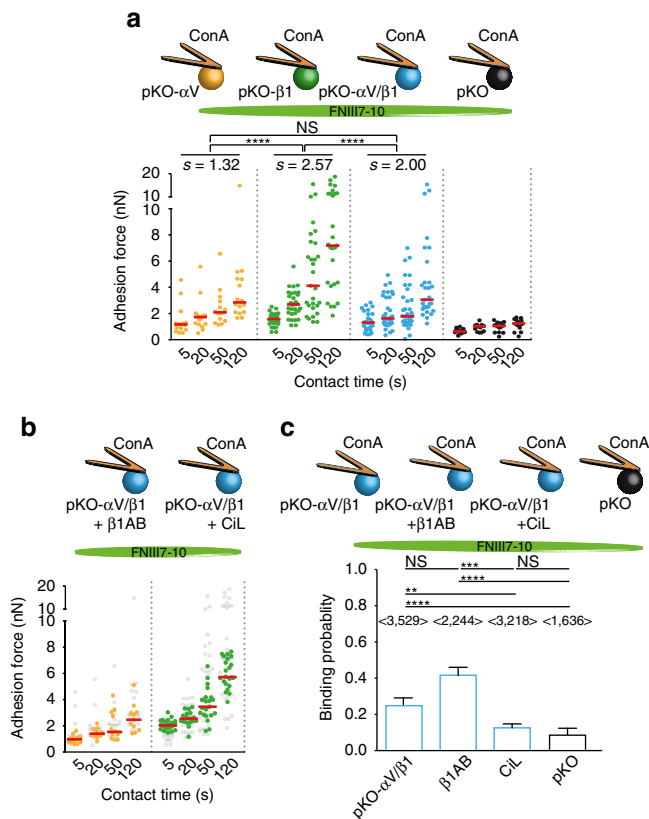 a
ConA ConA ConA ConA
pKO-αV pKO-β1 pKO-αV/β1 pKO
FNIII7-10
NS
**** ****
s = 1.32 s = 2.57 s = 2.00
Adhesion force (nN)
20
10
8
6
4
2
0
5 20 50 120 5 20 50 120 5 20 50 120 5 20 50 120
Contact time (s)
b
ConA ConA
pKO-αV/β1 pKO-αV/β1
+ β1AB + CiL
FNIII7-10
Adhesion force (nN)
20
10
8
6
4
2
0
5 20 50 120 5 20 50 120
Contact time (s)
c
ConA ConA ConA ConA
pKO-αV/β1 pKO-αV/β1 pKO-αV/β1 pKO
+β1AB +CiL
FNIII7-10
NS *** NS
****
**
****
<3,529> <2,244> <3,218> <1,636>
Binding probablity
1.0
0.8
0.6
0.4
0.2
0.0
pKO-αV/β1 β1AB CiL pKO